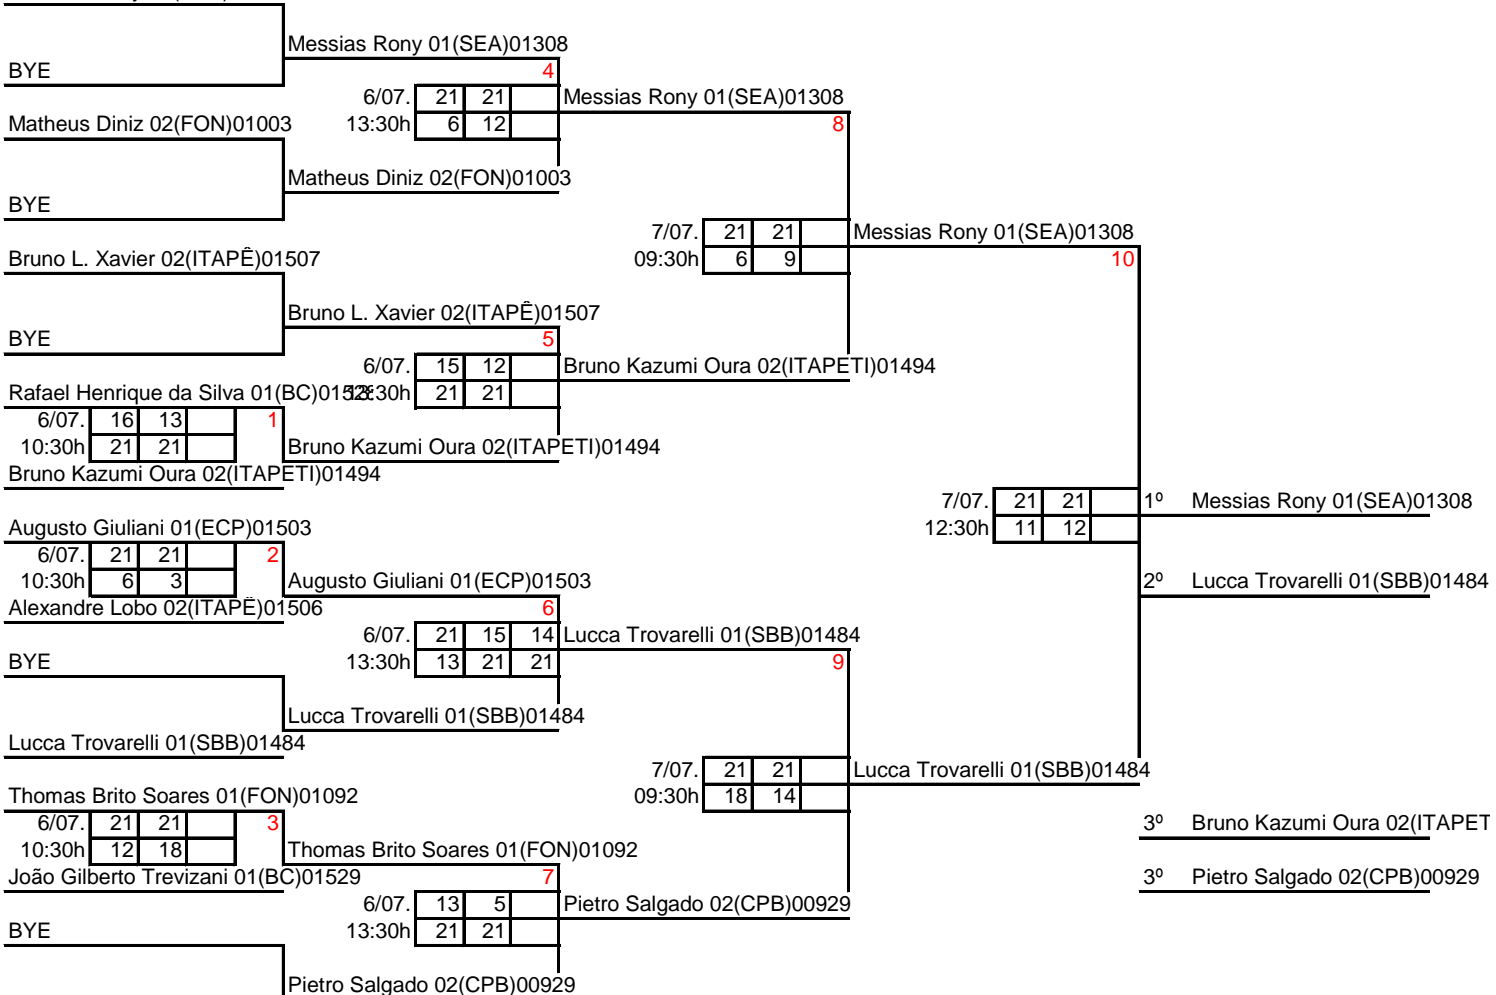 Messias Rony 01(SEA)01308
BYE
4
6/07. 21 21
Messias Rony 01(SEA)01308
Matheus Diniz 02(FON)01003
13:30h 6 12
8
Matheus Diniz 02(FON)01003
BYE
7/07. 21 21
Messias Rony 01(SEA)01308
Bruno L. Xavier 02(ITAPÊ)01507
09:30h 6 9
10
Bruno L. Xavier 02(ITAPÊ)01507
BYE
5
6/07. 15 12
Bruno Kazumi Oura 02(ITAPETI)01494
Rafael Henrique da Silva 01(BC)
13:30h 21 21
6/07. 16 13
1
10:30h 21 21
Bruno Kazumi Oura 02(ITAPETI)01494
Bruno Kazumi Oura 02(ITAPETI)01494
7/07. 21 21
1º Messias Rony 01(SEA)01308
Augusto Giuliani 01(ECP)01503
12:30h 11 12
6/07. 21 21
2
10:30h 6 3
Augusto Giuliani 01(ECP)01503
2º Lucca Trovarelli 01(SBB)01484
Alexandre Lobo 02(ITAPÊ)01506
6
6/07. 21 15 14
Lucca Trovarelli 01(SBB)01484
BYE
13:30h 13 21 21
9
Lucca Trovarelli 01(SBB)01484
Lucca Trovarelli 01(SBB)01484
7/07. 21 21
Lucca Trovarelli 01(SBB)01484
Thomas Brito Soares 01(FON)01092
09:30h 18 14
6/07. 21 21
3
3º Bruno Kazumi Oura 02(ITAPET
10:30h 12 18
Thomas Brito Soares 01(FON)01092
João Gilberto Trevizani 01(BC)01529
7
3º Pietro Salgado 02(CPB)00929
6/07. 13 5
Pietro Salgado 02(CPB)00929
BYE
13:30h 21 21
Pietro Salgado 02(CPB)00929